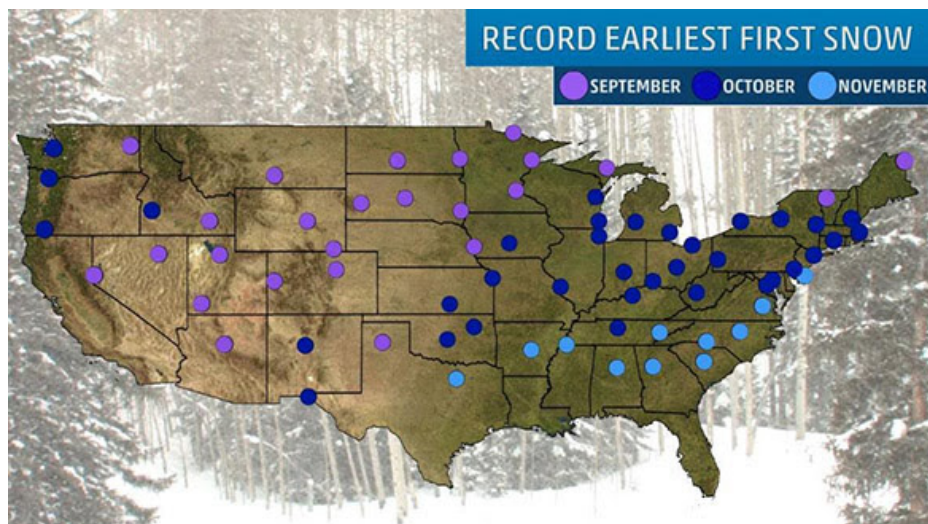 RECORD EARLIEST FIRST SNOW
SEPTEMBER OCTOBER NOVEMBER